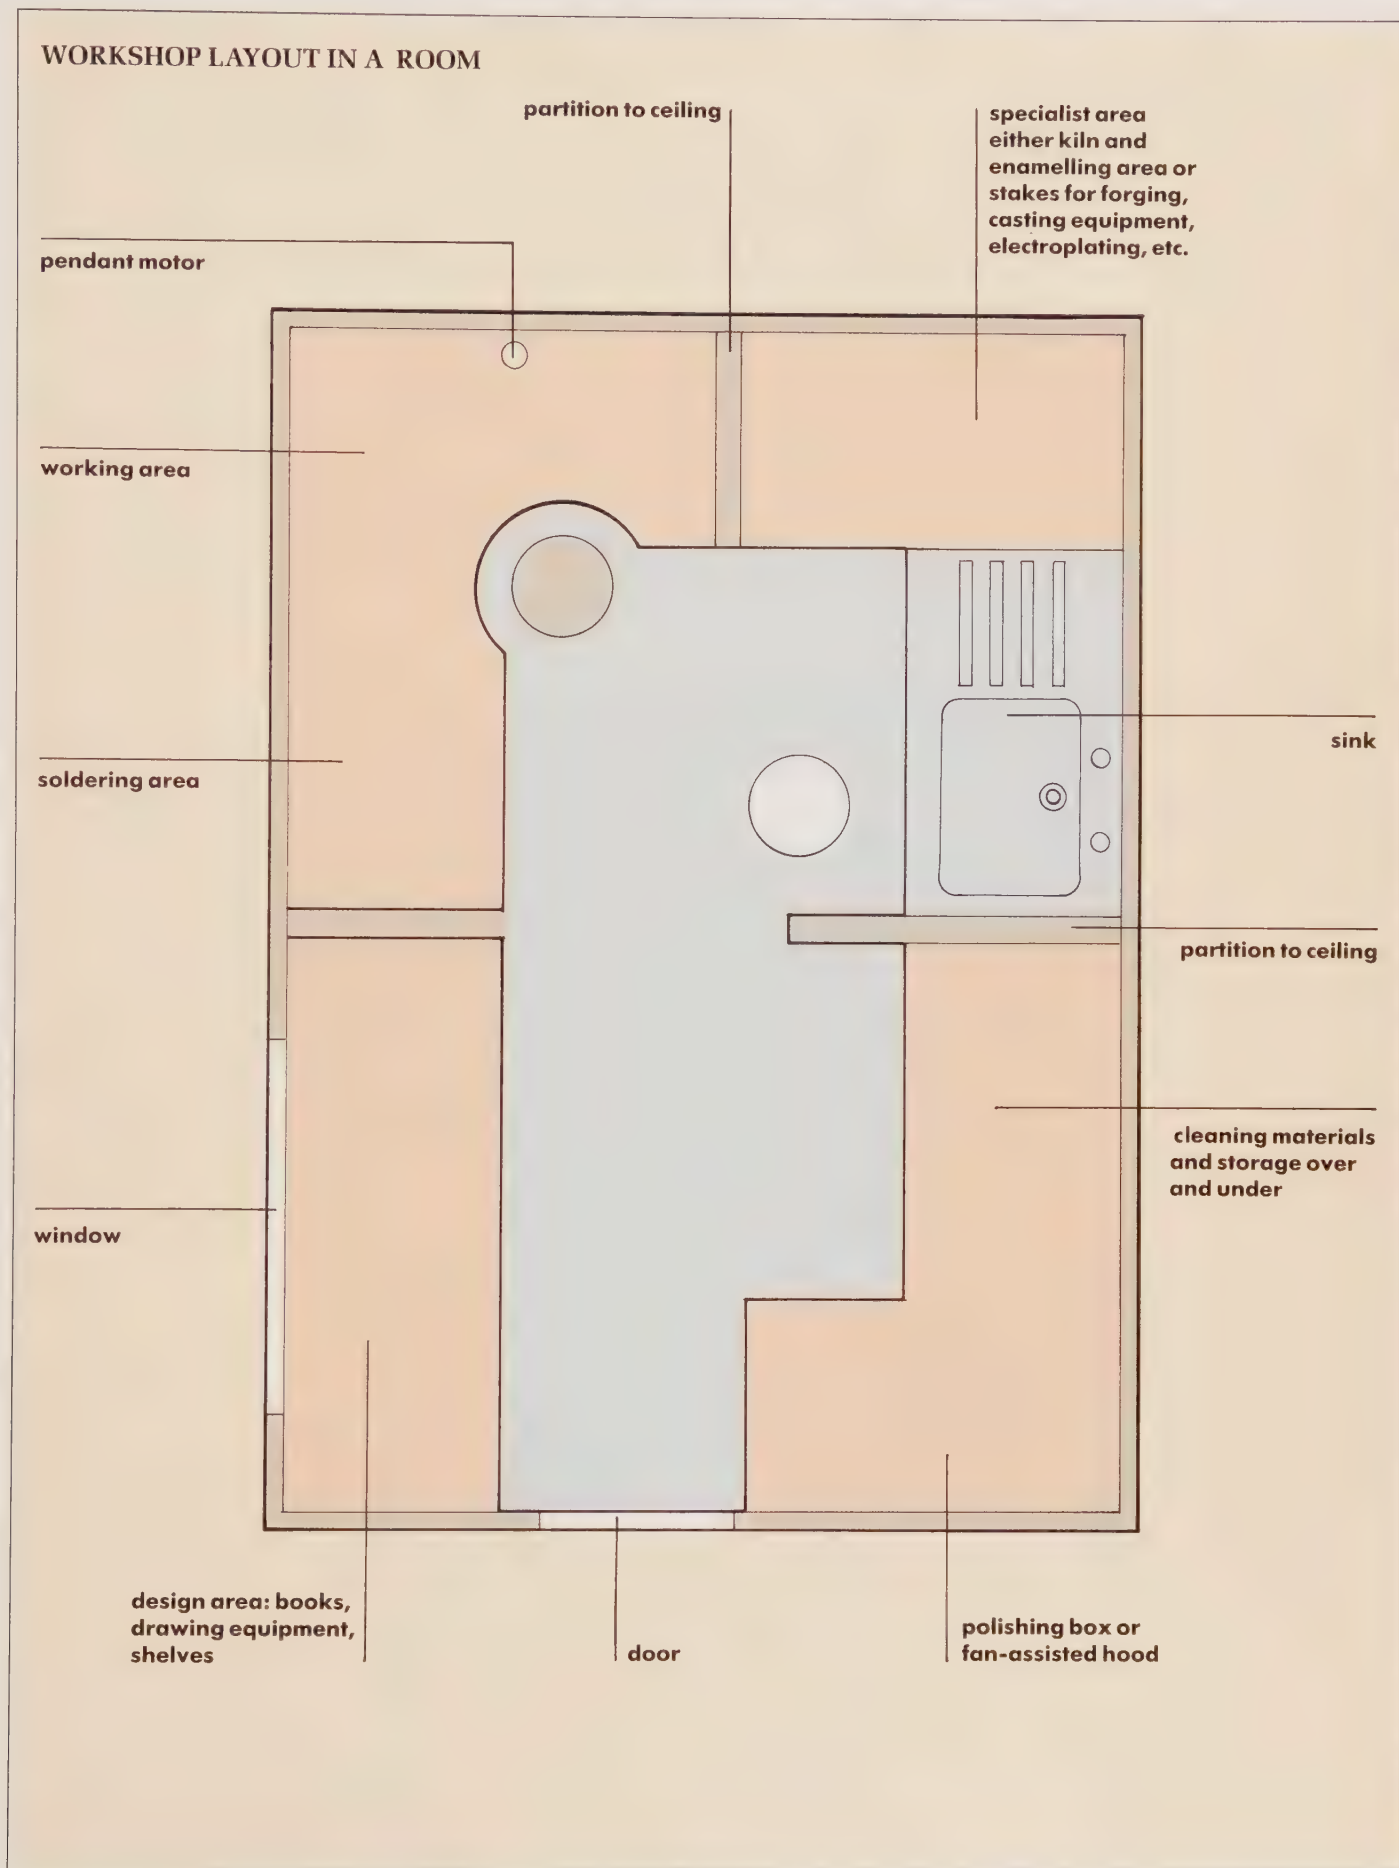 WORKSHOP LAYOUT IN A ROOM
partition to ceiling
specialist area
either kiln and
enamelling area or
stakes for forging,
casting equipment,
electroplating, etc.
pendant motor
working area
soldering area
sink
partition to ceiling
cleaning materials
and storage over
and under
window
design area: books,
drawing equipment,
shelves
door
polishing box or
fan-assisted hood